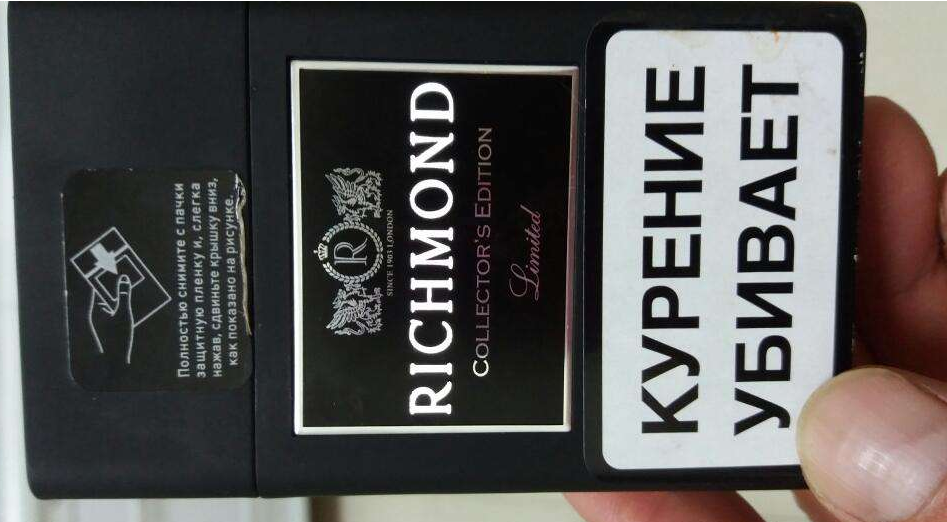 Полностью снимите с пачки
защитную пленку и, слегка
нажав, сдвиньте крышку вниз,
как показано на рисунке.
R
SINCE 1903 LONDON
RICHMOND
COLLECTOR'S EDITION
Limited
КУРЕНИЕ
УБИВАЕТ